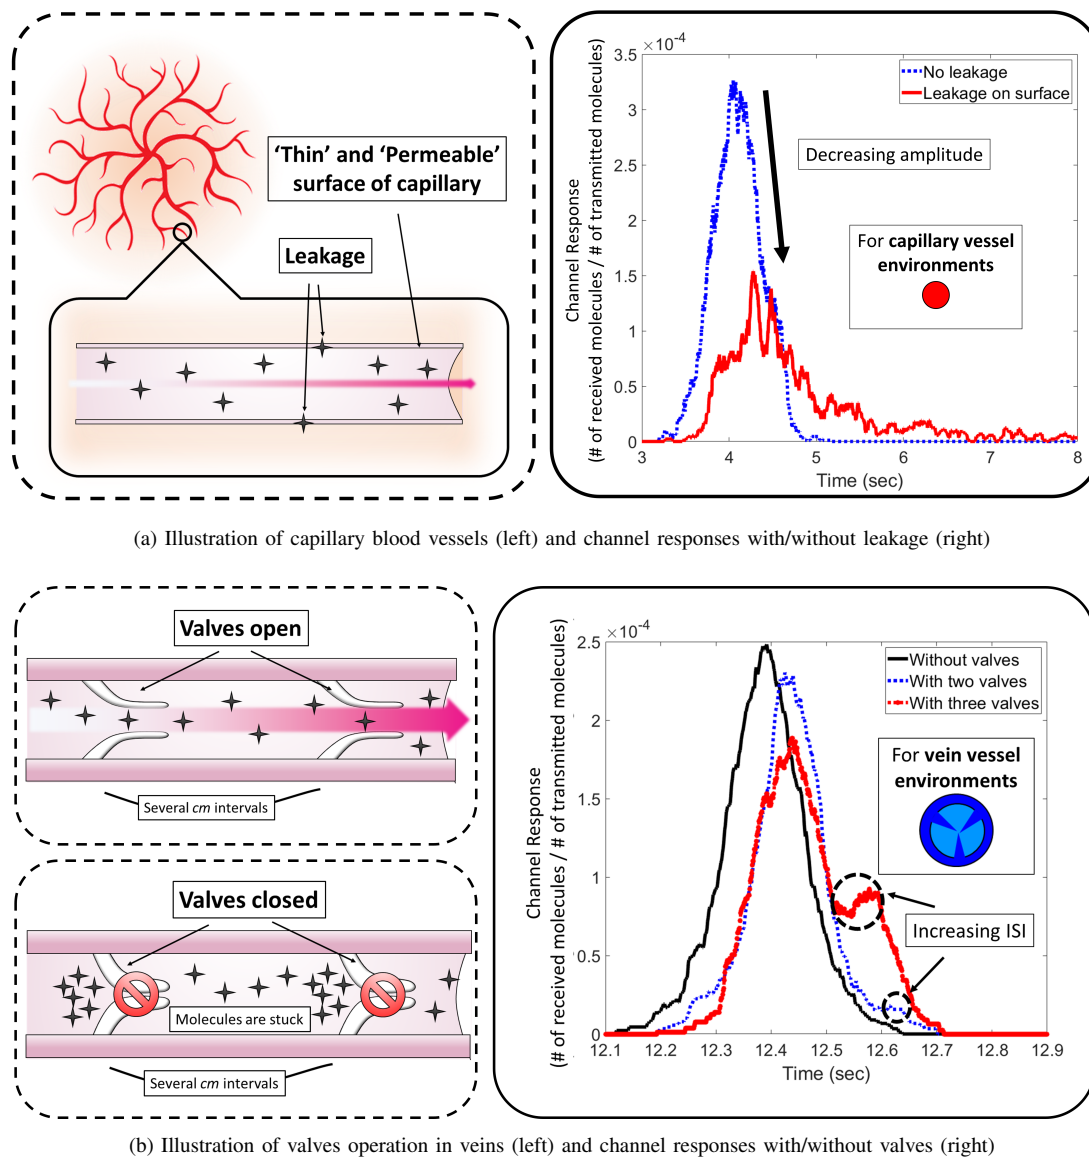 ‘Thin’ and ‘Permeable’
surface of capillary
Leakage
×10⁻⁴
3.5
3
2.5
2
1.5
1
0.5
0
3
4
5
6
7
8
Time (sec)
Channel Response
(# of received molecules / # of transmitted molecules)
No leakage
Leakage on surface
Decreasing amplitude
For capillary vessel
environments
(a) Illustration of capillary blood vessels (left) and channel responses with/without leakage (right)
Valves open
Several cm intervals
Valves closed
Molecules are stuck
Several cm intervals
×10⁻⁴
2.5
2
1.5
1
0.5
0
12.1
12.2
12.3
12.4
12.5
12.6
12.7
12.8
12.9
Time (sec)
Channel Response
(# of received molecules / # of transmitted molecules)
Without valves
With two valves
With three valves
For vein vessel
environments
Increasing ISI
(b) Illustration of valves operation in veins (left) and channel responses with/without valves (right)